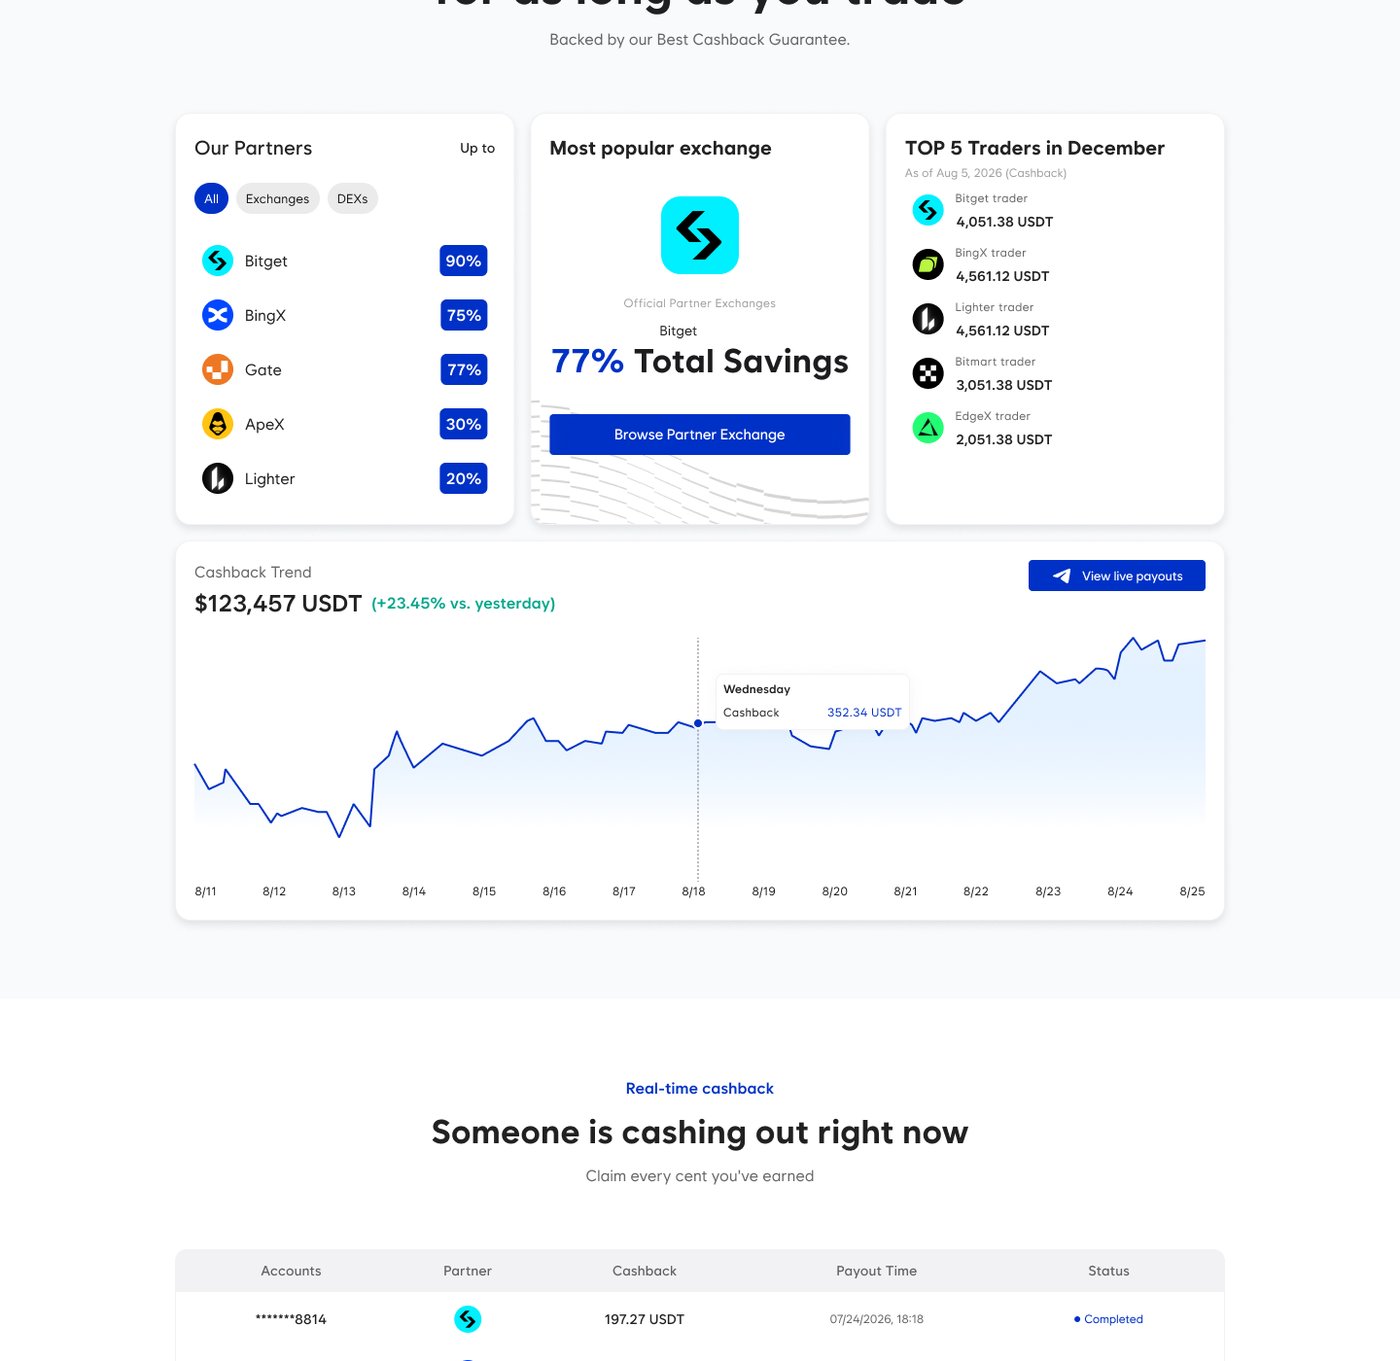 for as long as you trade
Backed by our Best Cashback Guarantee.
Our Partners
Up to
All
Exchanges
DEXs
Bitget
90%
BingX
75%
Gate
77%
ApeX
30%
Lighter
20%
Most popular exchange
Official Partner Exchanges
Bitget
77% Total Savings
Browse Partner Exchange
TOP 5 Traders in December
As of Aug 5, 2026 (Cashback)
Bitget trader
4,051.38 USDT
BingX trader
4,561.12 USDT
Lighter trader
4,561.12 USDT
Bitmart trader
3,051.38 USDT
EdgeX trader
2,051.38 USDT
Cashback Trend
$123,457 USDT (+23.45% vs. yesterday)
View live payouts
Wednesday
Cashback 352.34 USDT
8/11 8/12 8/13 8/14 8/15 8/16 8/17 8/18 8/19 8/20 8/21 8/22 8/23 8/24 8/25
Real-time cashback
Someone is cashing out right now
Claim every cent you've earned
Accounts Partner Cashback Payout Time Status
*******8814 197.27 USDT 07/24/2026, 18:18 Completed